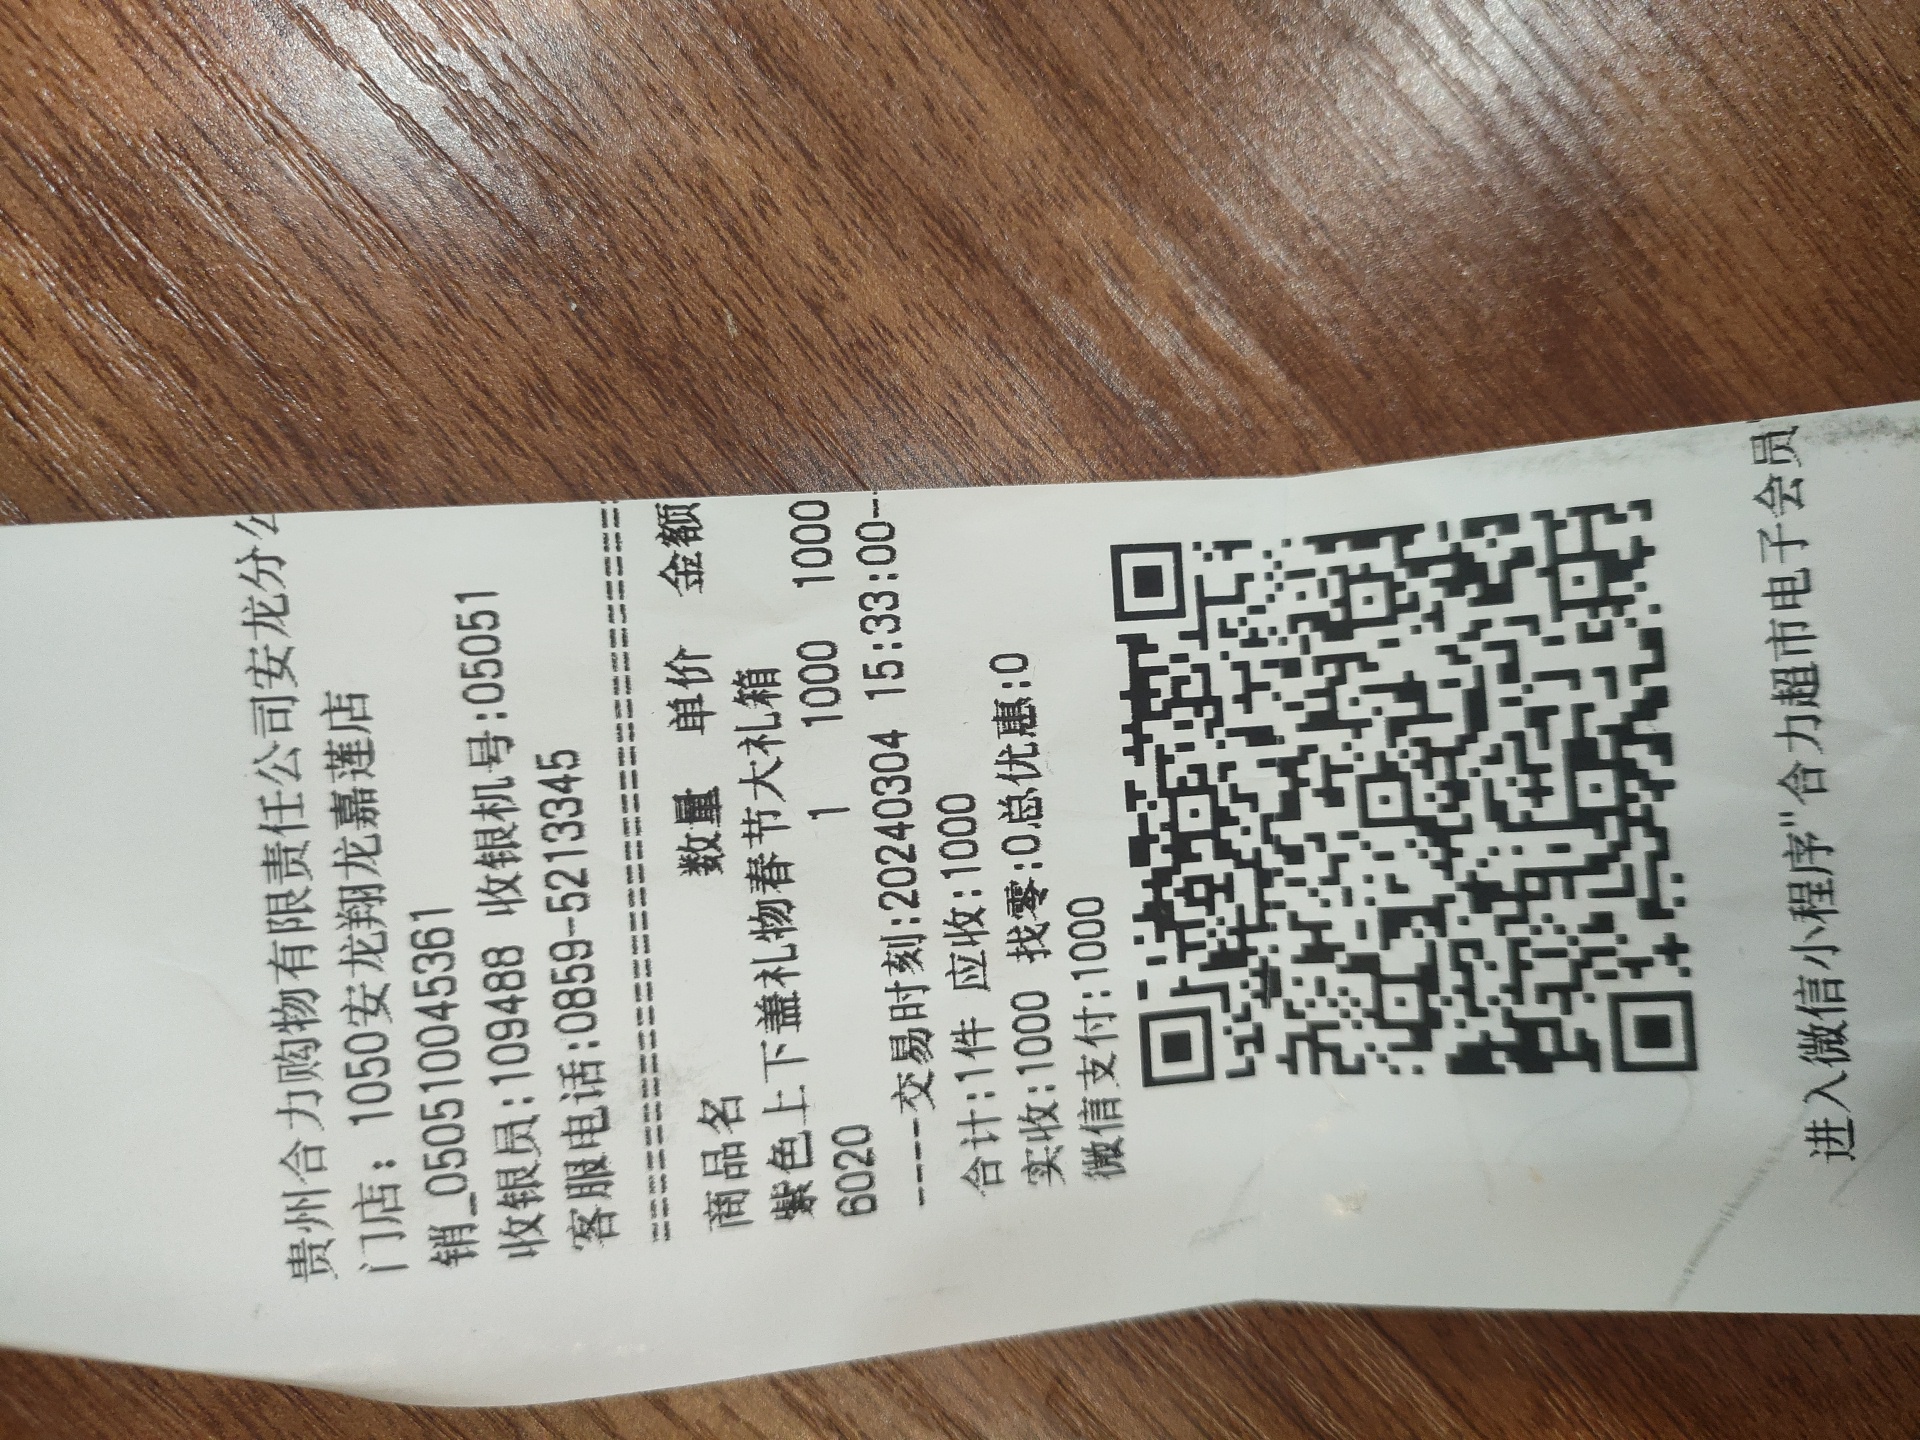 贵州合力购物有限责任公司安龙分公
门店： 1050安龙翔龙嘉莲店
销_050510045361
收银员:109488 收银机号:05051
客服电话:0859-5213345
商品名 数量 单价 金额
紫色上下盖礼物春节大礼箱
6020 1 1000 1000
-----交易时刻:20240304 15:33:00--
合计:1件 应收:1000
实收:1000 找零:0总优惠:0
微信支付:1000
进入微信小程序"合力超市电子会员